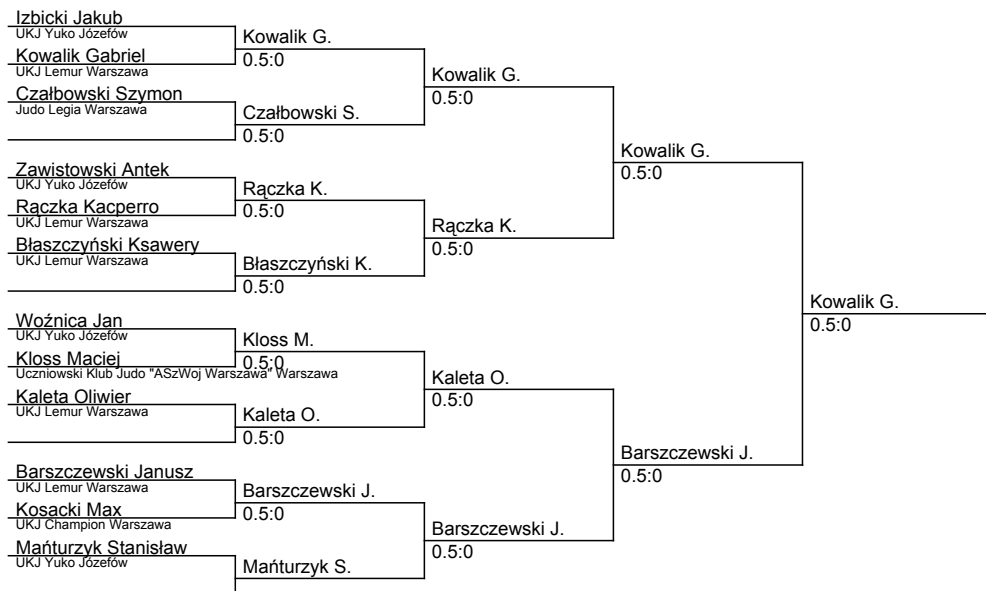 Izbicki Jakub
UKJ Yuko Józefów
Kowalik G.
0.5:0
Kowalik Gabriel
UKJ Lemur Warszawa
Kowalik G.
0.5:0
Czałbowski Szymon
Judo Legia Warszawa
Czałbowski S.
0.5:0
Kowalik G.
0.5:0
Zawistowski Antek
UKJ Yuko Józefów
Rączka K.
0.5:0
Rączka Kacperro
UKJ Lemur Warszawa
Rączka K.
0.5:0
Błaszczyński Ksawery
UKJ Lemur Warszawa
Błaszczyński K.
0.5:0
Kowalik G.
0.5:0
Woźnica Jan
UKJ Yuko Józefów
Kloss M.
0.5:0
Kloss Maciej
Uczniowski Klub Judo "ASzWoj Warszawa" Warszawa
Kaleta O.
0.5:0
Kaleta Oliwier
UKJ Lemur Warszawa
Kaleta O.
0.5:0
Barszczewski J.
0.5:0
Barszczewski Janusz
UKJ Lemur Warszawa
Barszczewski J.
0.5:0
Kosacki Max
UKJ Champion Warszawa
Barszczewski J.
0.5:0
Mańturzyk Stanisław
UKJ Yuko Józefów
Mańturzyk S.